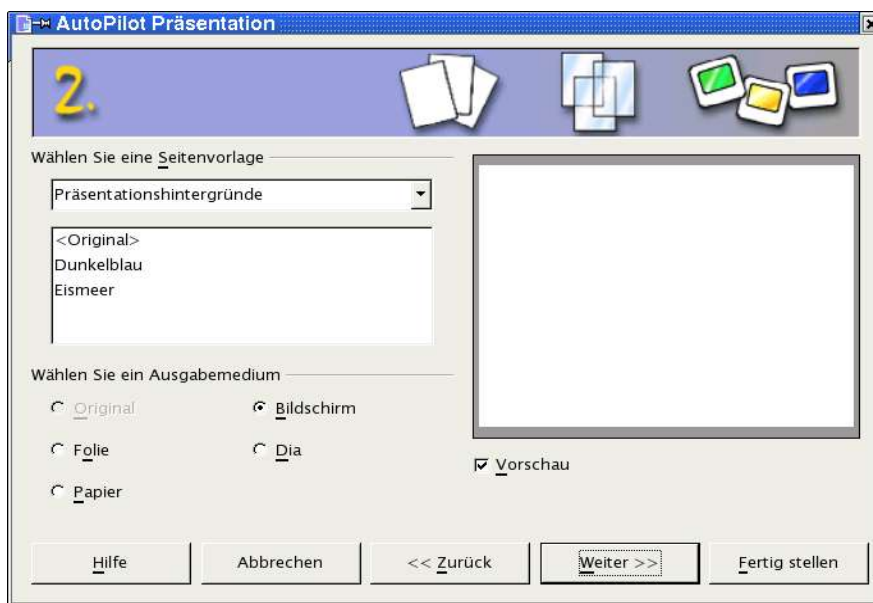 AutoPilot Präsentation
2.
Wählen Sie eine Seitenvorlage
Präsentationshintergründe
<Original>
Dunkelblau
Eismeer
Wählen Sie ein Ausgabemedium
Original
Bildschirm
Folie
Dia
Papier
Vorschau
Hilfe
Abbrechen
<< Zurück
Weiter >>
Fertig stellen